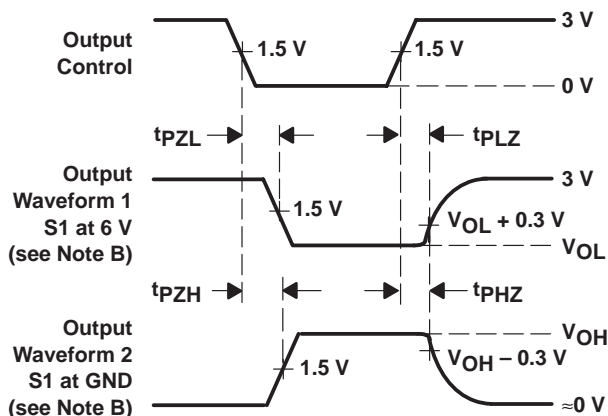 Output
Control
3 V
1.5 V
1.5 V
0 V
tPZL
tPLZ
Output
Waveform 1
S1 at 6 V
(see Note B)
3 V
1.5 V
VOL + 0.3 V
VOL
tPZH
tPHZ
Output
Waveform 2
S1 at GND
(see Note B)
VOH
1.5 V
VOH − 0.3 V
≈0 V